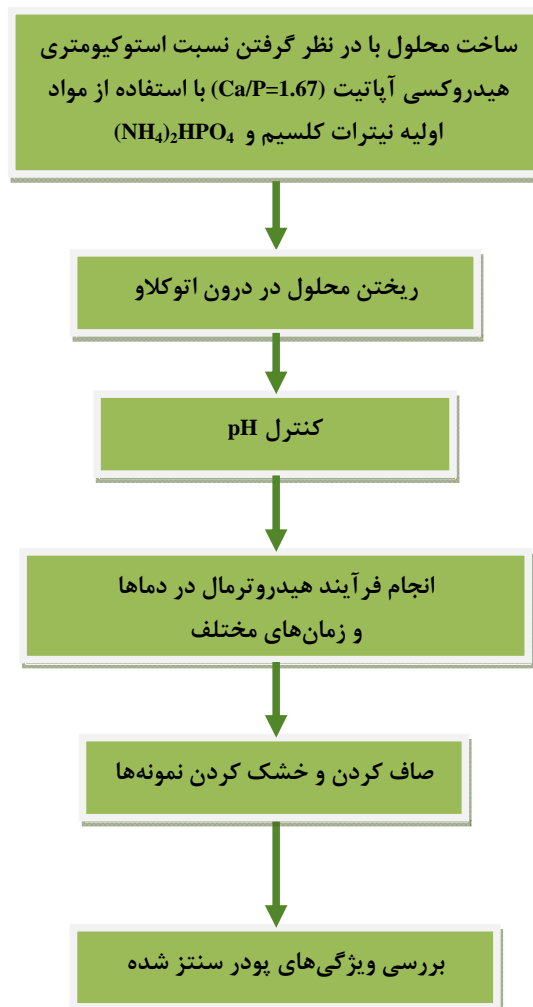 ساخت محلول با در نظر گرفتن نسبت استوکیومتری
هیدروکسی آپاتیت (Ca/P=1.67) با استفاده از مواد
اولیه نیترات کلسیم و (NH₄)₂HPO₄
ریختن محلول در درون اتوکلاو
کنترل pH
انجام فرآیند هیدروترمال در دماها
و زمان‌های مختلف
صاف کردن و خشک کردن نمونه‌ها
بررسی ویژگی‌های پودر سنتز شده